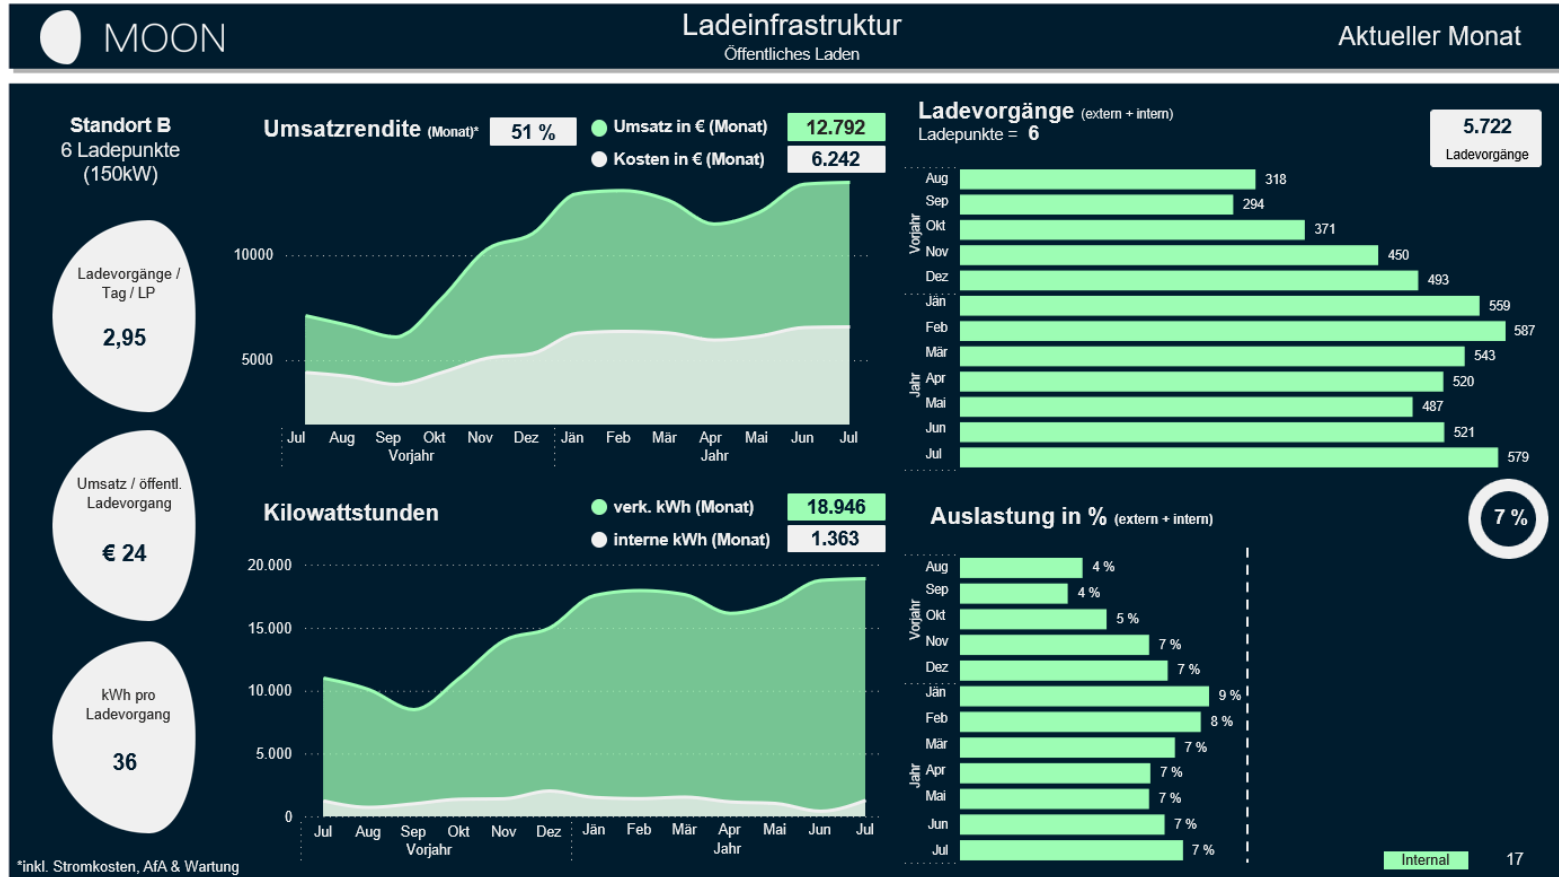 MOON
Ladeinfrastruktur
Öffentliches Laden
Aktueller Monat
Standort B
6 Ladepunkte
(150kW)
Ladevorgänge /
Tag / LP
2,95
Umsatz / öffentl.
Ladevorgang
€ 24
kWh pro
Ladevorgang
36
*inkl. Stromkosten, AfA & Wartung
Umsatzrendite (Monat)* 51 %
Umsatz in € (Monat) 12.792
Kosten in € (Monat) 6.242
10000
5000
Jul Aug Sep Okt Nov Dez Jän Feb Mär Apr Mai Jun Jul
Vorjahr Jahr
Kilowattstunden
verk. kWh (Monat) 18.946
interne kWh (Monat) 1.363
20.000
15.000
10.000
5.000
0
Jul Aug Sep Okt Nov Dez Jän Feb Mär Apr Mai Jun Jul
Vorjahr Jahr
Ladevorgänge (extern + intern)
Ladepunkte = 6
5.722
Ladevorgänge
Vorjahr
Aug 318
Sep 294
Okt 371
Nov 450
Dez 493
Jahr
Jän 559
Feb 587
Mär 543
Apr 520
Mai 487
Jun 521
Jul 579
Auslastung in % (extern + intern)
7 %
Vorjahr
Aug 4 %
Sep 4 %
Okt 5 %
Nov 7 %
Dez 7 %
Jahr
Jän 9 %
Feb 8 %
Mär 7 %
Apr 7 %
Mai 7 %
Jun 7 %
Jul 7 %
Internal 17